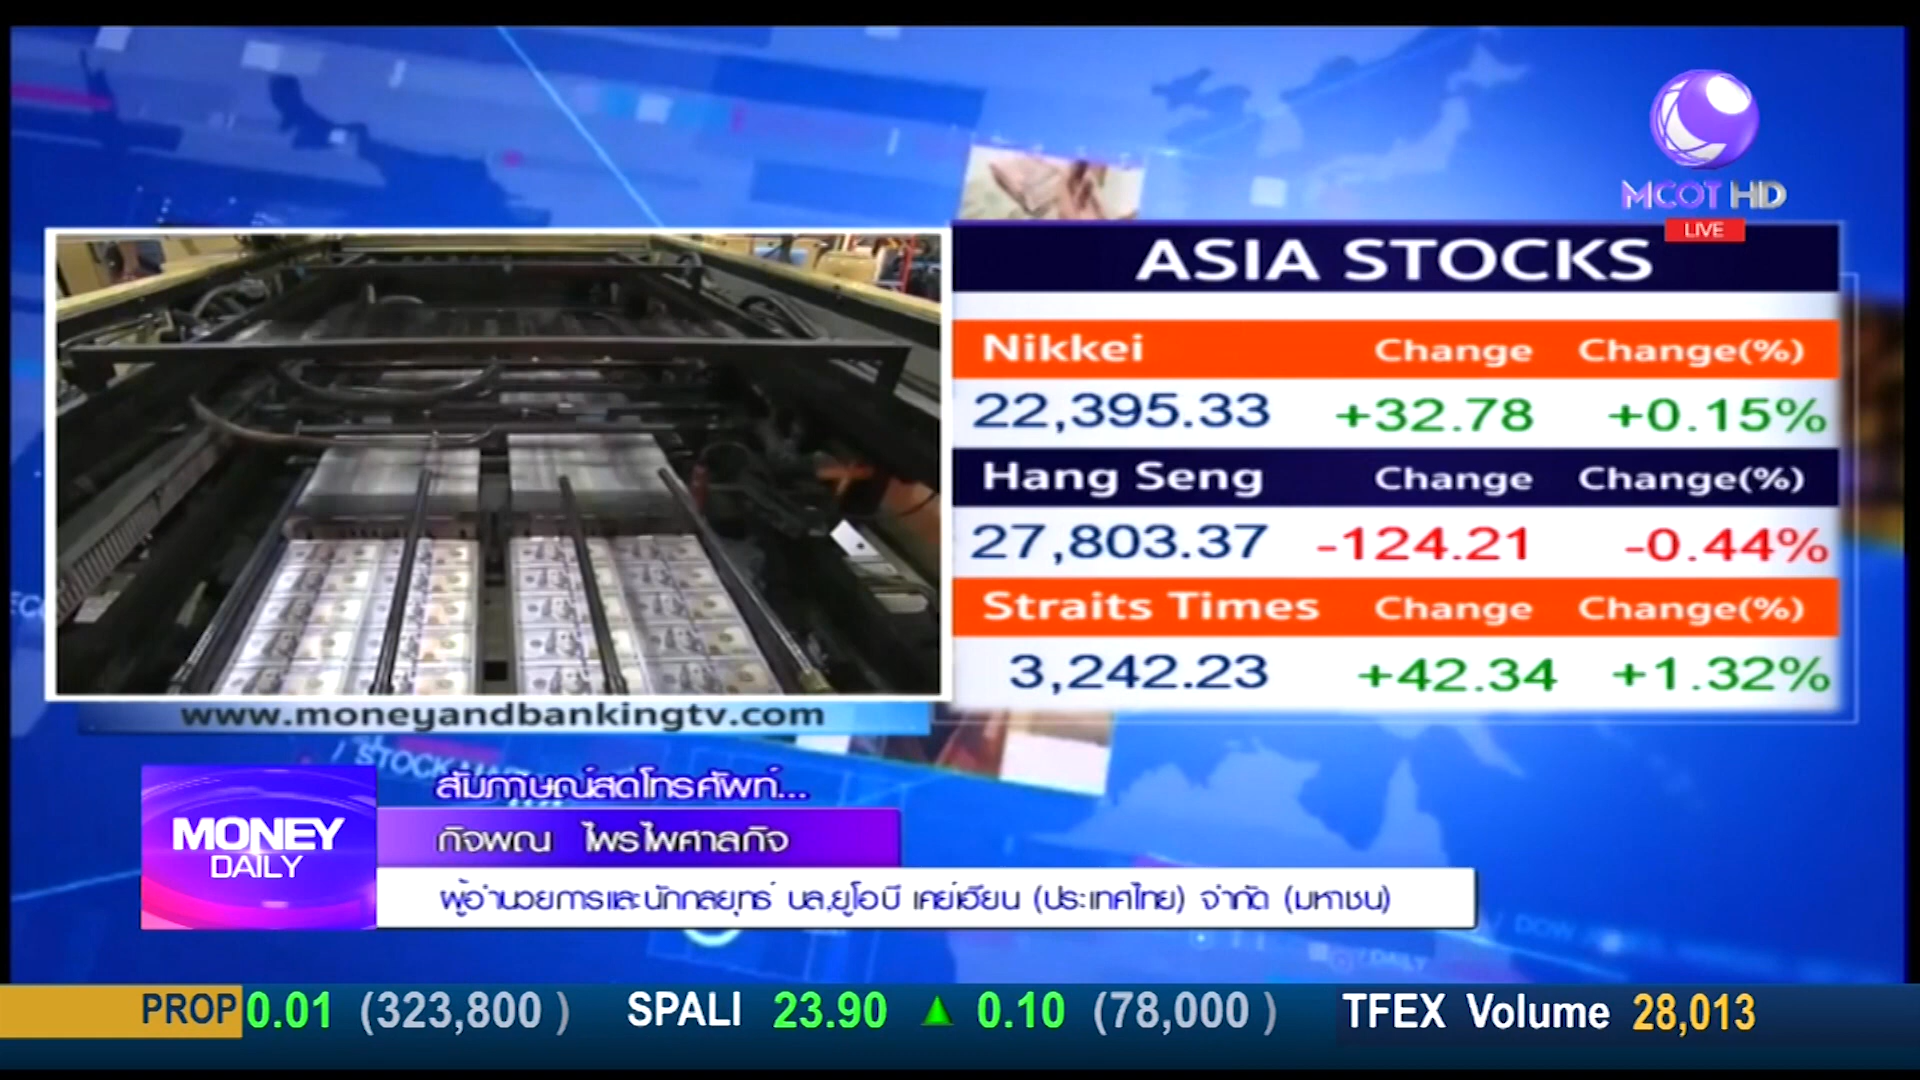 MCOT HD
LIVE
ASIA STOCKS
Nikkei Change Change(%)
22,395.33 +32.78 +0.15%
Hang Seng Change Change(%)
27,803.37 -124.21 -0.44%
Straits Times Change Change(%)
3,242.23 +42.34 +1.32%
www.moneyandbankingtv.com
สัมภาษณ์สดโทรศัพท์...
MONEY DAILY
กิจพณ ไพรไพศาลกิจ
ผู้อำนวยการและนักกลยุทธ์ บล.ยูโอบี เคย์เฮียน (ประเทศไทย) จำกัด (มหาชน)
PROP 0.01 (323,800 ) SPALI 23.90 ▲ 0.10 (78,000 ) TFEX Volume 28,013